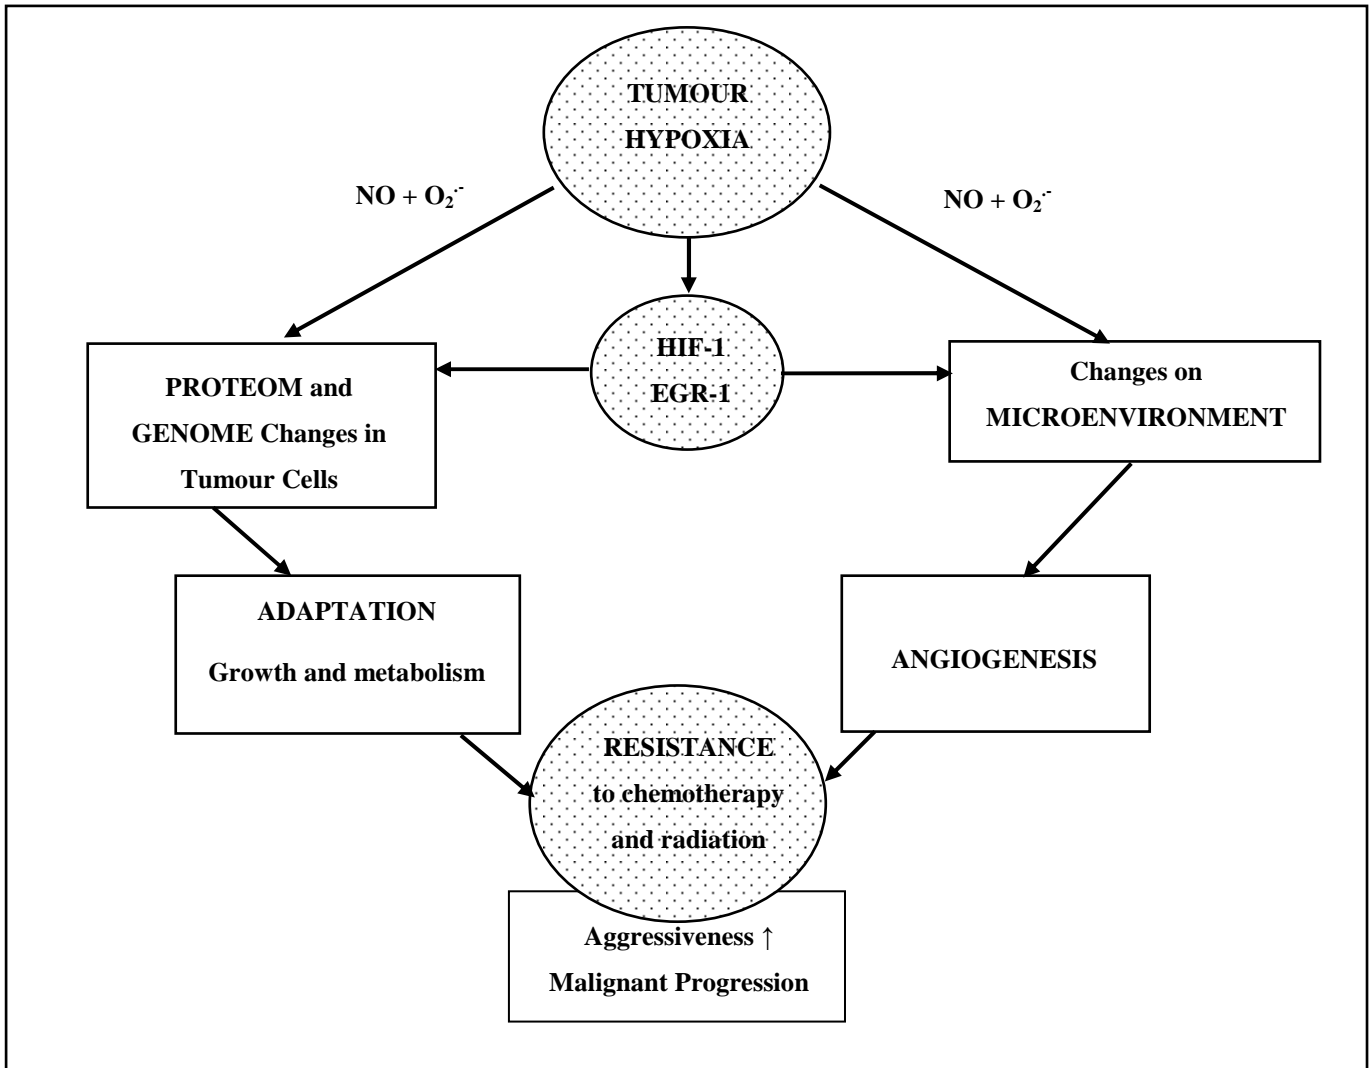 TUMOUR
HYPOXIA
NO + O₂·⁻
NO + O₂·⁻
HIF-1
EGR-1
PROTEOM and
GENOME Changes in
Tumour Cells
Changes on
MICROENVIRONMENT
ADAPTATION
Growth and metabolism
ANGIOGENESIS
RESISTANCE
to chemotherapy
and radiation
Aggressiveness ↑
Malignant Progression